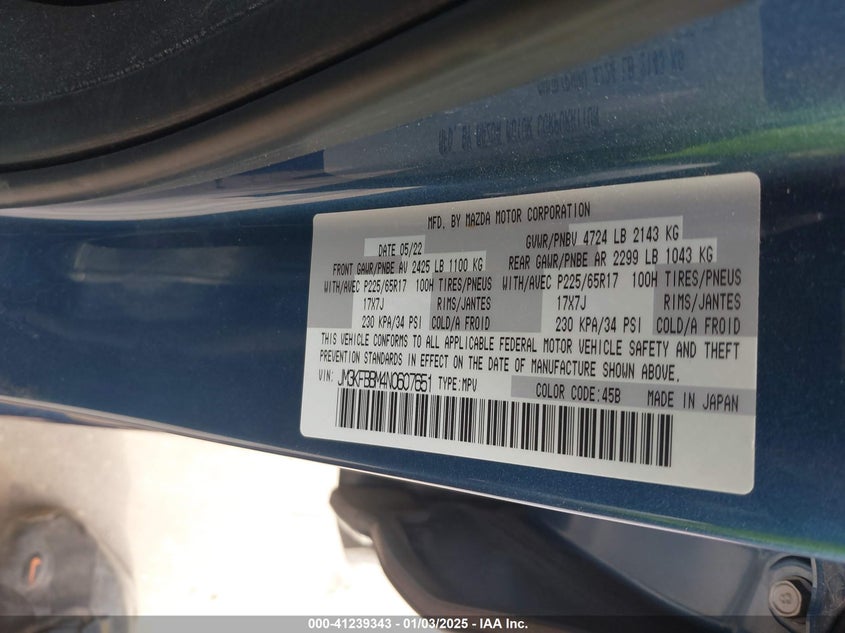 MFD. BY MAZDA MOTOR CORPORATION
DATE 05/22 GVWR/PNBV 4724 LB 2143 KG
FRONT GAWR/PNBE AV 2425 LB 1100 KG REAR GAWR/PNBE AR 2299 LB 1043 KG
WITH/AVEC P225/65R17 100H TIRES/PNEUS WITH/AVEC P225/65R17 100H TIRES/PNEUS
17X7J RIMS/JANTES 17X7J RIMS/JANTES
230 KPA/34 PSI COLD/A FROID 230 KPA/34 PSI COLD/A FROID
THIS VEHICLE CONFORMS TO ALL APPLICABLE FEDERAL MOTOR VEHICLE SAFETY AND THEFT
PREVENTION STANDARDS IN EFFECT ON THE DATE OF MANUFACTURE SHOWN ABOVE.
VIN: JM3KFBBM4N0607651 TYPE:MPV COLOR CODE:45B MADE IN JAPAN
000-41239343 - 01/03/2025 - IAA Inc.